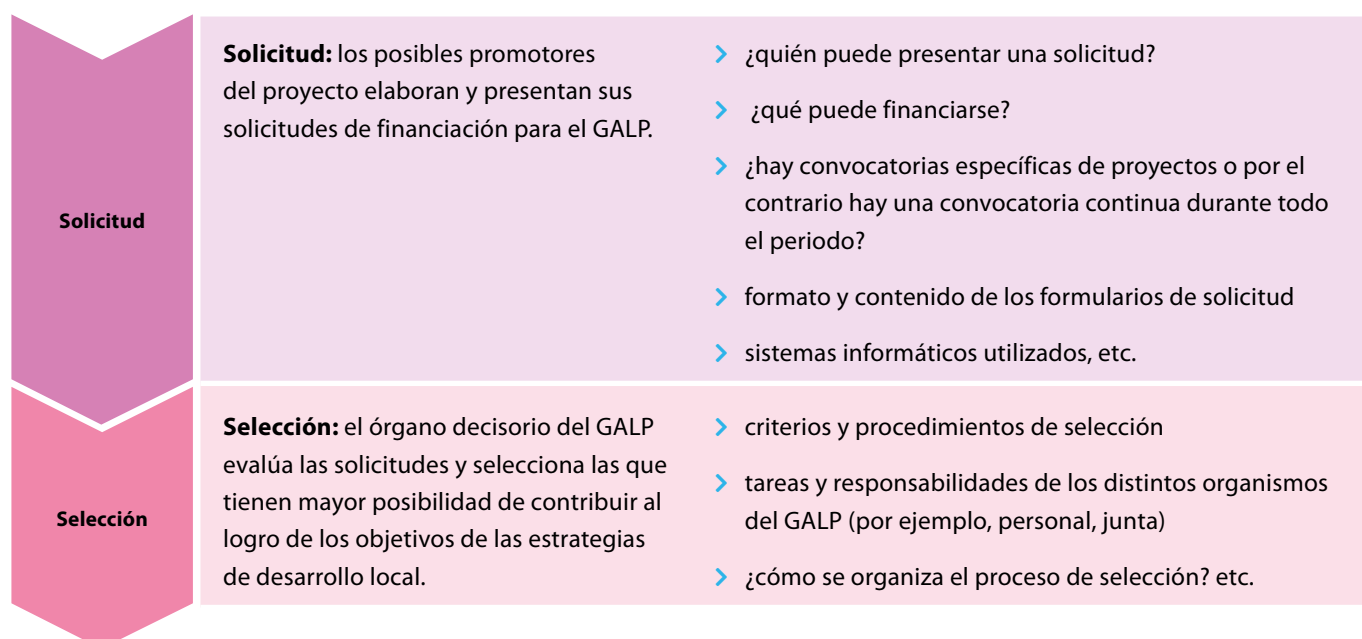 Solicitud
Solicitud: los posibles promotores
del proyecto elaboran y presentan sus
solicitudes de financiación para el GALP.
¿quién puede presentar una solicitud?
¿qué puede financiarse?
¿hay convocatorias específicas de proyectos o por el
contrario hay una convocatoria continua durante todo
el periodo?
formato y contenido de los formularios de solicitud
sistemas informáticos utilizados, etc.
Selección
Selección: el órgano decisorio del GALP
evalúa las solicitudes y selecciona las que
tienen mayor posibilidad de contribuir al
logro de los objetivos de las estrategias
de desarrollo local.
criterios y procedimientos de selección
tareas y responsabilidades de los distintos organismos
del GALP (por ejemplo, personal, junta)
¿cómo se organiza el proceso de selección? etc.